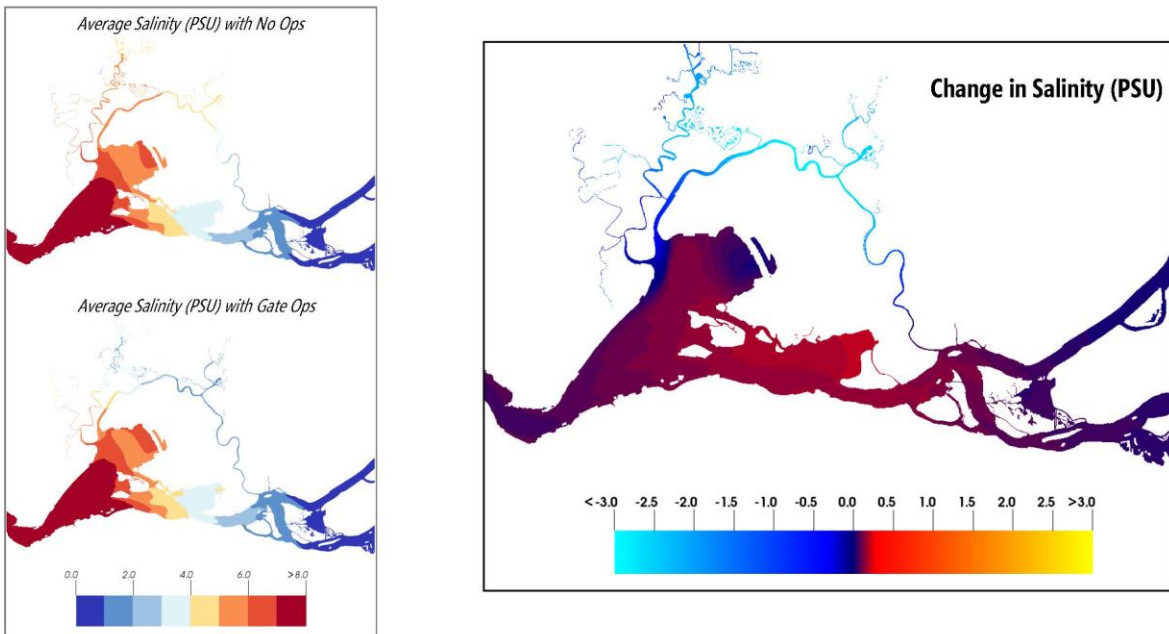 Average Salinity (PSU) with No Ops
Average Salinity (PSU) with Gate Ops
0.0 2.0 4.0 6.0 >8.0
Change in Salinity (PSU)
< -3.0 -2.5 -2.0 -1.5 -1.0 -0.5 0.0 0.5 1.0 1.5 2.0 2.5 >3.0